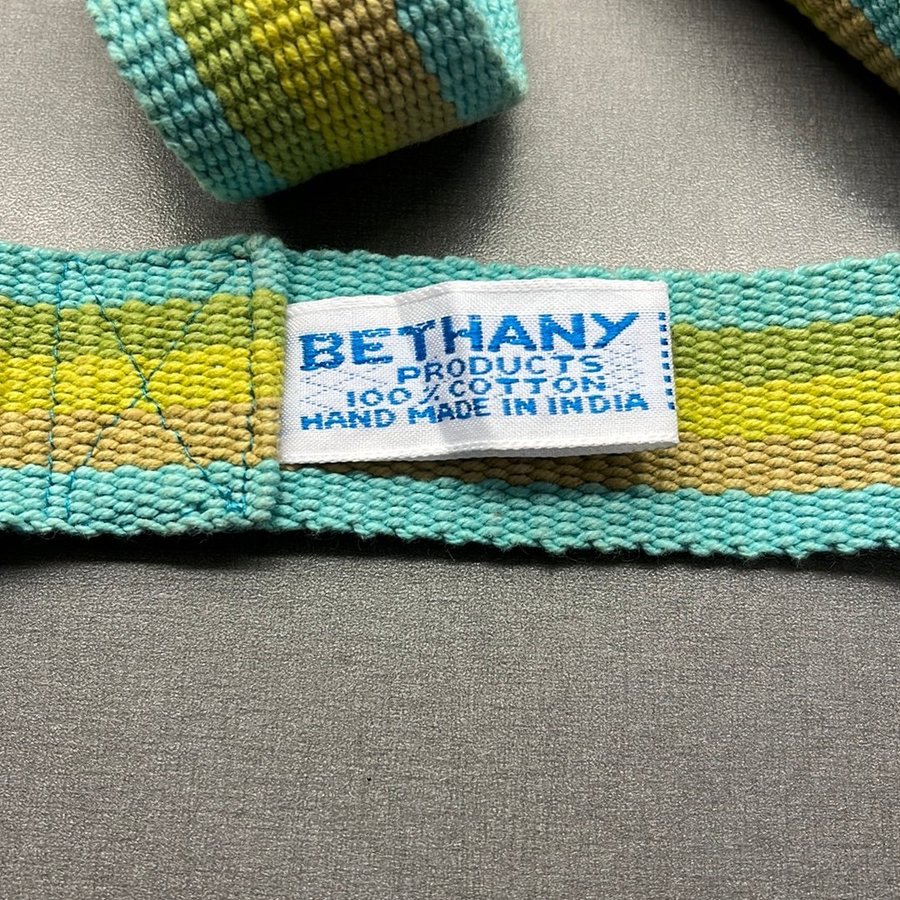 BETHANY
PRODUCTS
100% COTTON
HAND MADE IN INDIA